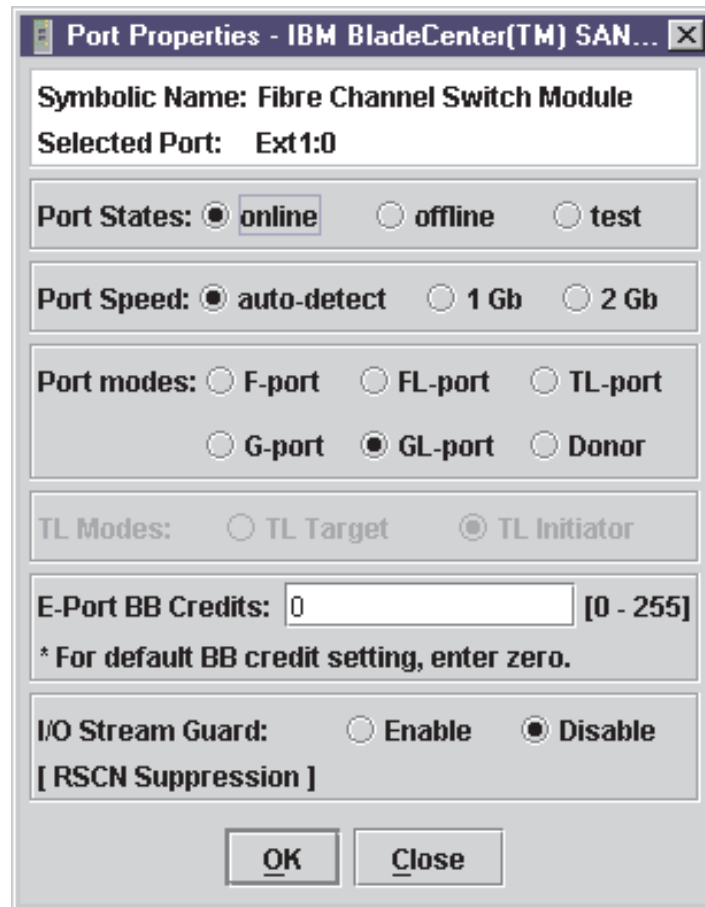 Port Properties - IBM BladeCenter(TM) SAN...
Symbolic Name: Fibre Channel Switch Module
Selected Port: Ext1:0
Port States: online offline test
Port Speed: auto-detect 1 Gb 2 Gb
Port modes: F-port FL-port TL-port
G-port GL-port Donor
TL Modes: TL Target TL Initiator
E-Port BB Credits: 0 [0 - 255]
* For default BB credit setting, enter zero.
I/O Stream Guard: Enable Disable
[ RSCN Suppression ]
OK Close